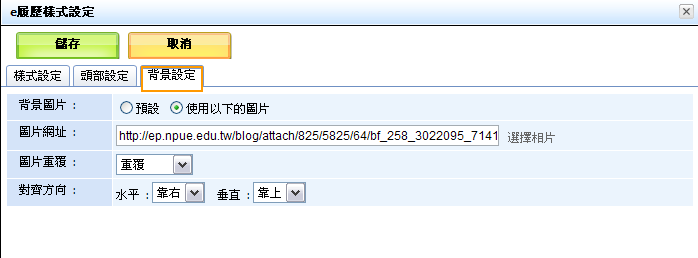 e履歷樣式設定
儲存 取消
樣式設定 頭部設定 背景設定
背景圖片： 預設 使用以下的圖片
圖片網址： http://ep.npue.edu.tw/blog/attach/825/5825/64/bf_258_3022095_7141 選擇相片
圖片重覆： 重覆
對齊方向： 水平：靠右 垂直：靠上